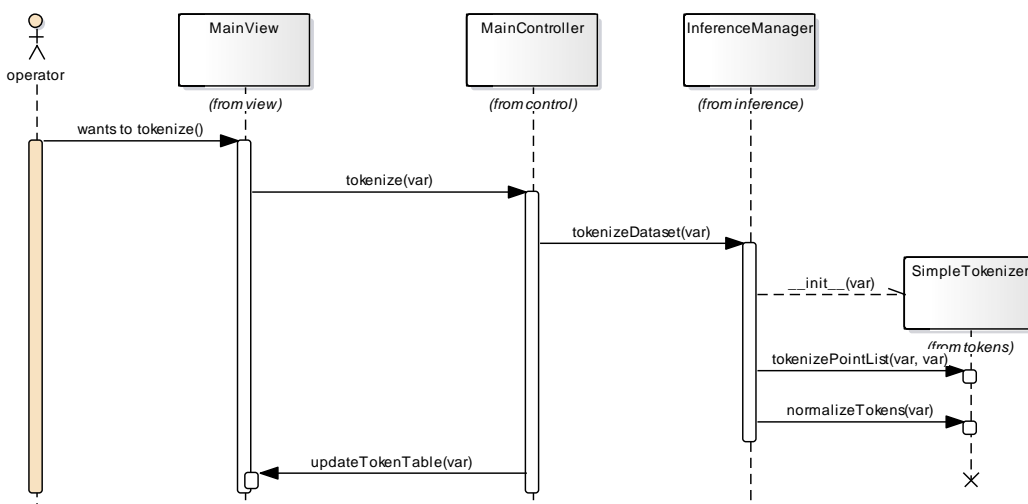 MainView
MainController
InferenceManager
operator
(from view)
(from control)
(from inference)
wants to tokenize()
tokenize(var)
tokenizeDataset(var)
SimpleTokenizer
__init__(var)
(from tokens)
tokenizePointList(var, var)
normalizeTokens(var)
updateTokenTable(var)